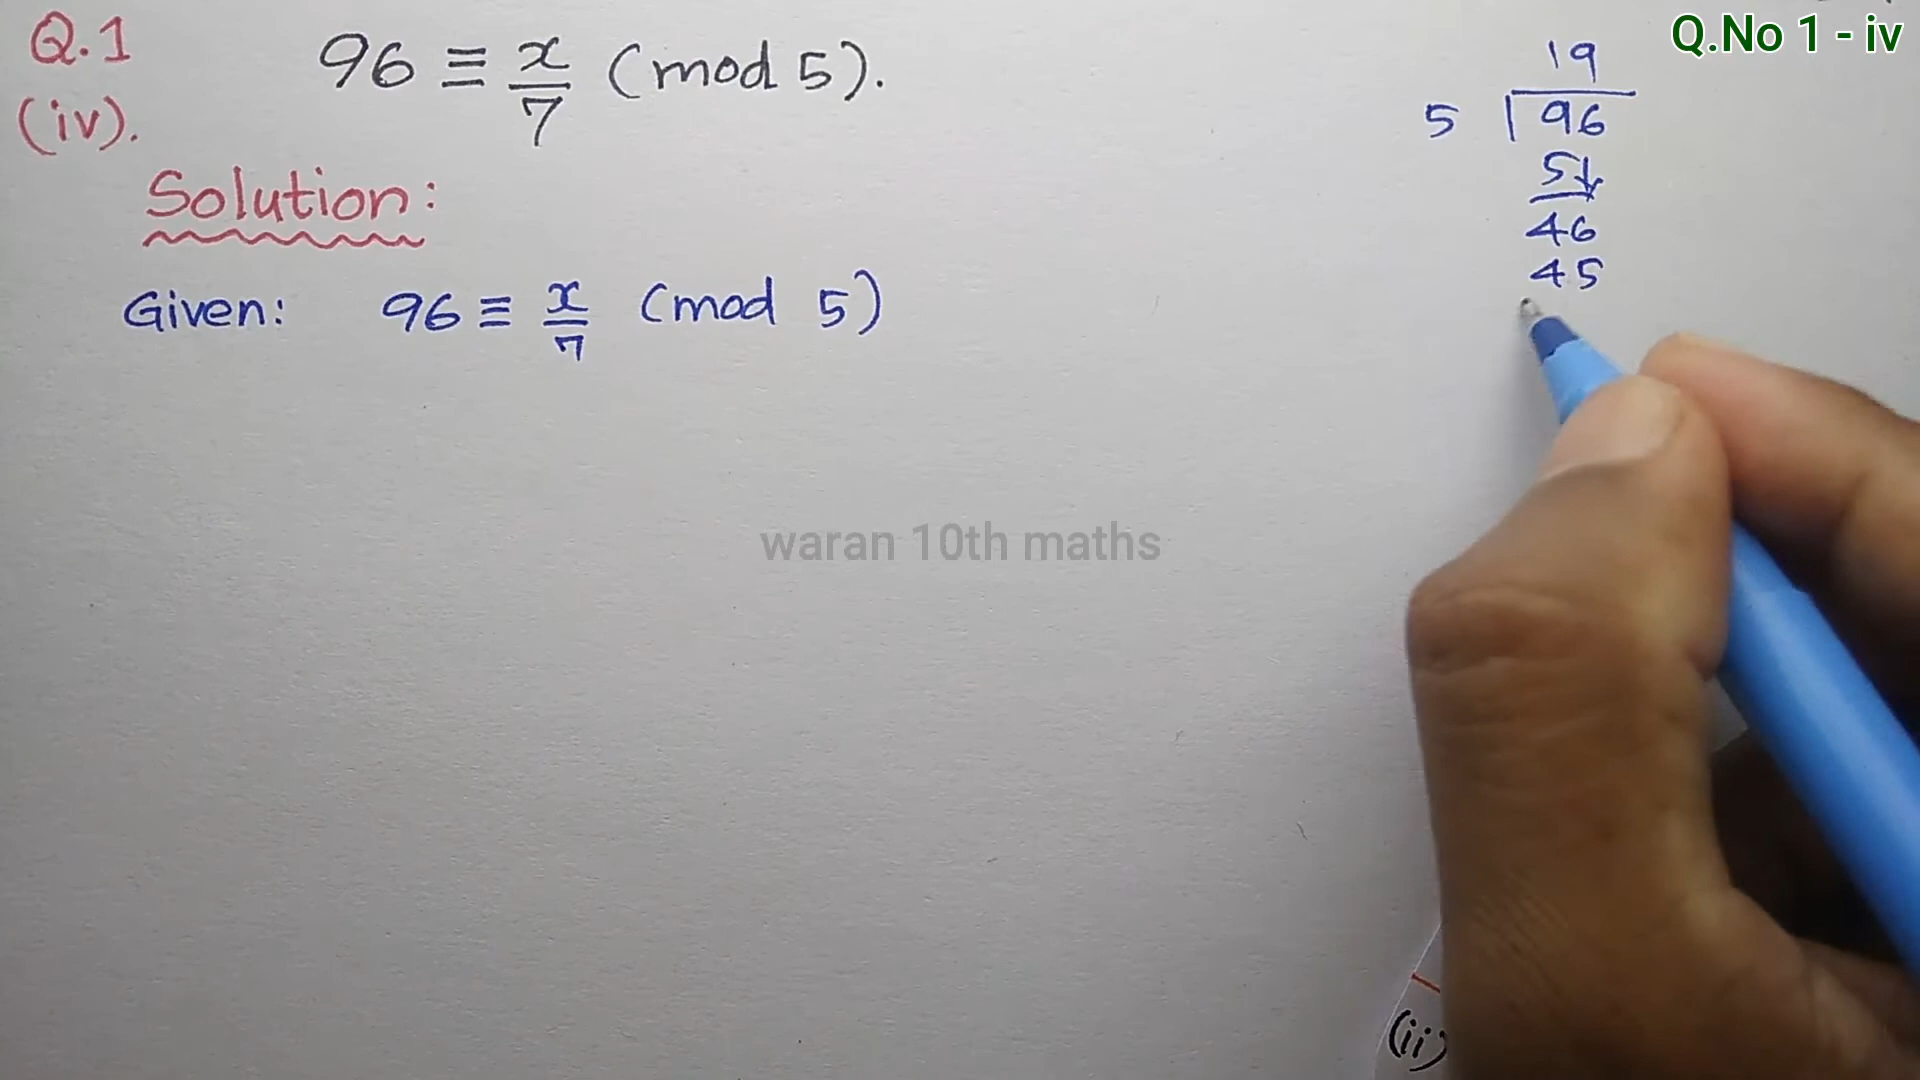 Q.No 1 - iv
Q.1
(iv).
96 ≡ x/7 (mod 5).
Solution:
Given: 96 ≡ x/7 (mod 5)
19
5 | 96
5↓
46
45
waran 10th maths
(ii)